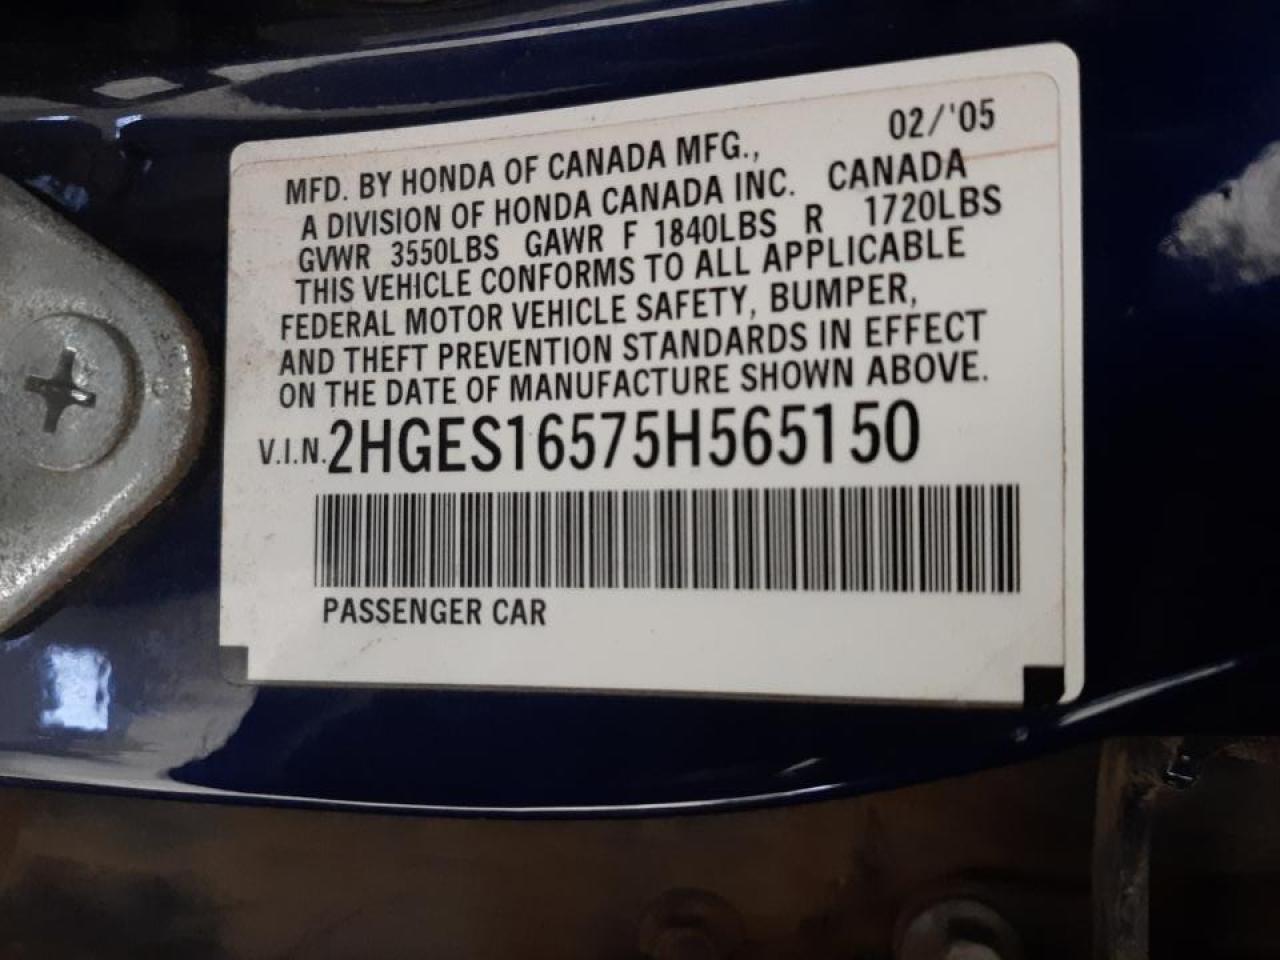 02/'05
MFD. BY HONDA OF CANADA MFG.,
A DIVISION OF HONDA CANADA INC. CANADA
GVWR 3550LBS GAWR F 1840LBS R 1720LBS
THIS VEHICLE CONFORMS TO ALL APPLICABLE
FEDERAL MOTOR VEHICLE SAFETY, BUMPER,
AND THEFT PREVENTION STANDARDS IN EFFECT
ON THE DATE OF MANUFACTURE SHOWN ABOVE.
V.I.N. 2HGES16575H565150
PASSENGER CAR